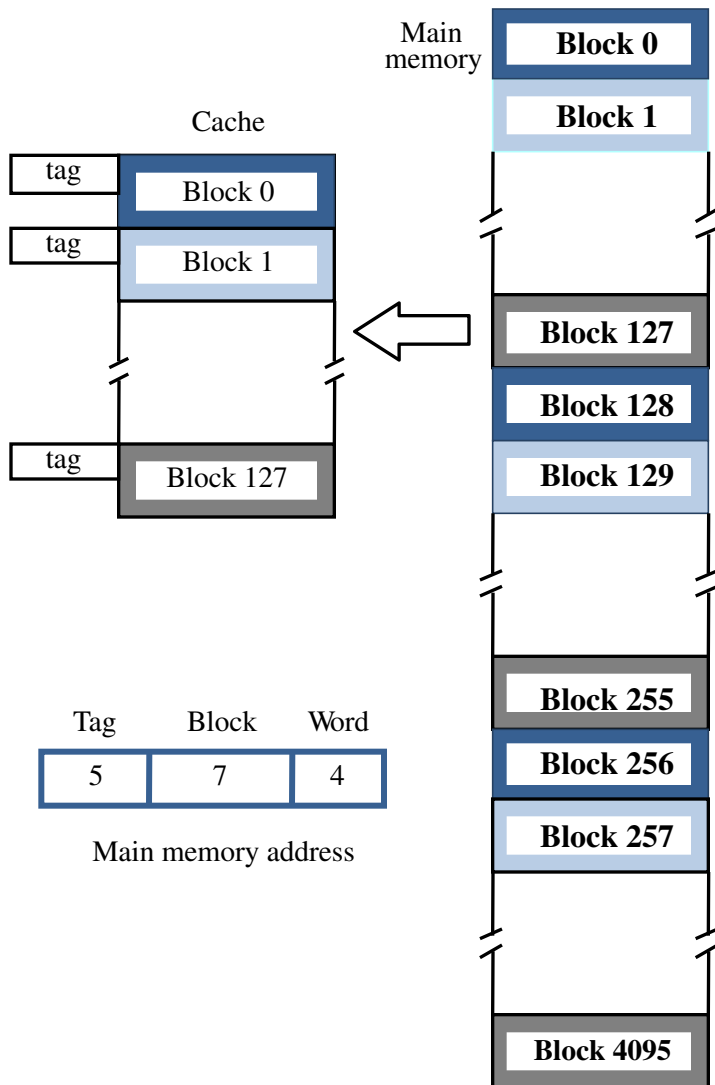 Main
memory
Block 0
Block 1
Cache
tag
Block 0
tag
Block 1
tag
Block 127
Block 127
Block 128
Block 129
Block 255
Block 256
Block 257
Block 4095
Tag Block Word
5 7 4
Main memory address